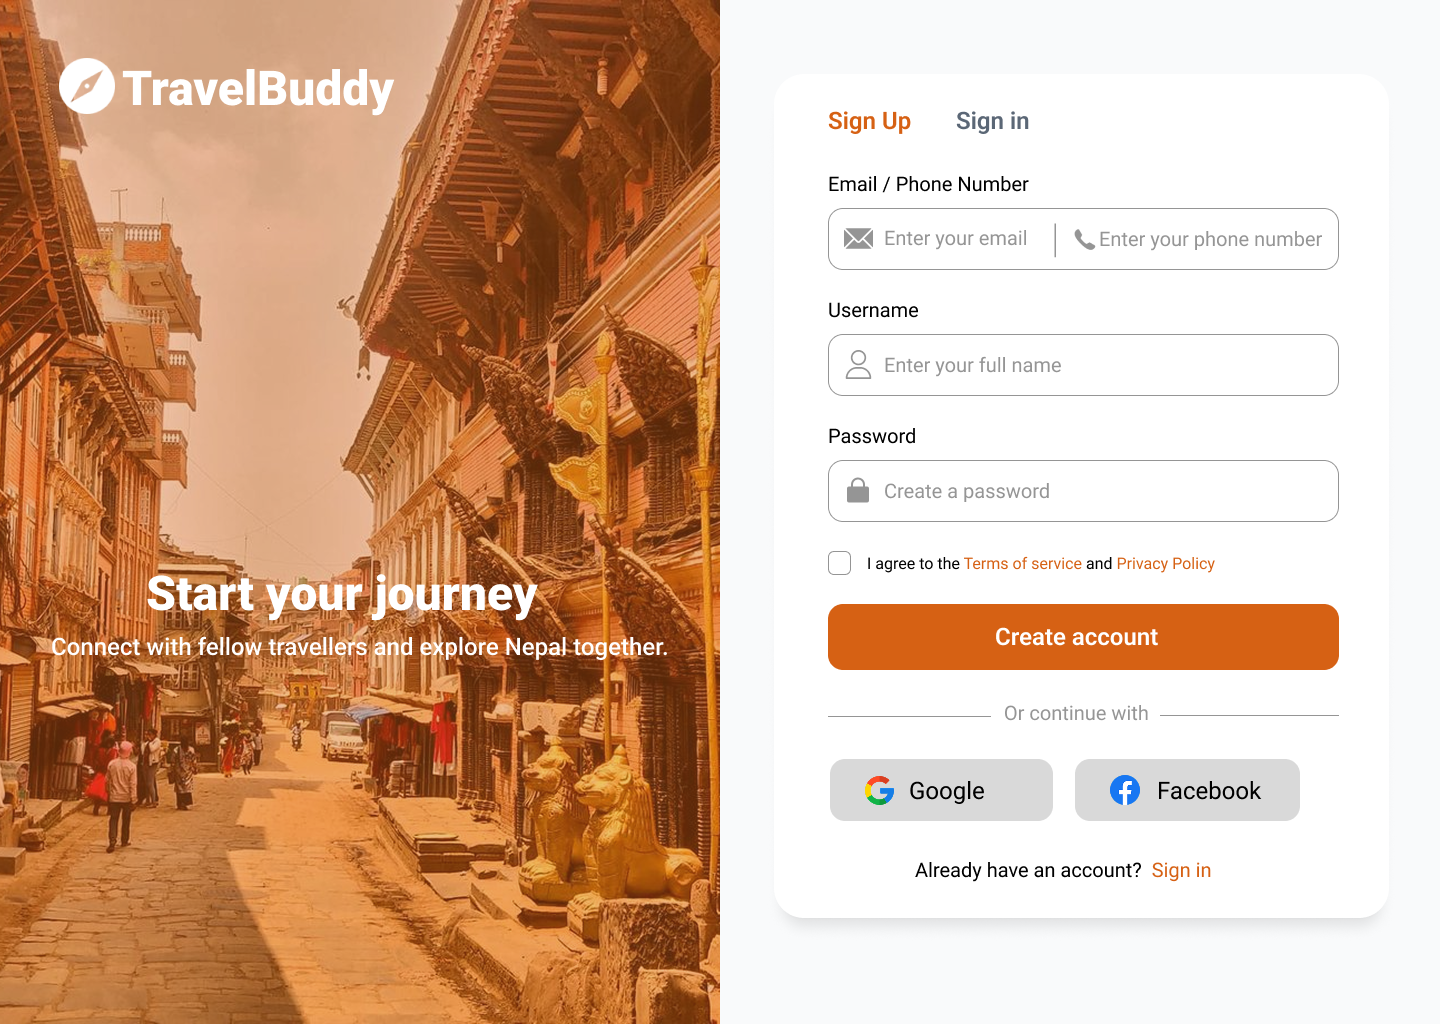 TravelBuddy
Start your journey
Connect with fellow travellers and explore Nepal together.
Sign Up Sign in
Email / Phone Number
Enter your email Enter your phone number
Username
Enter your full name
Password
Create a password
I agree to the Terms of service and Privacy Policy
Create account
Or continue with
Google Facebook
Already have an account? Sign in